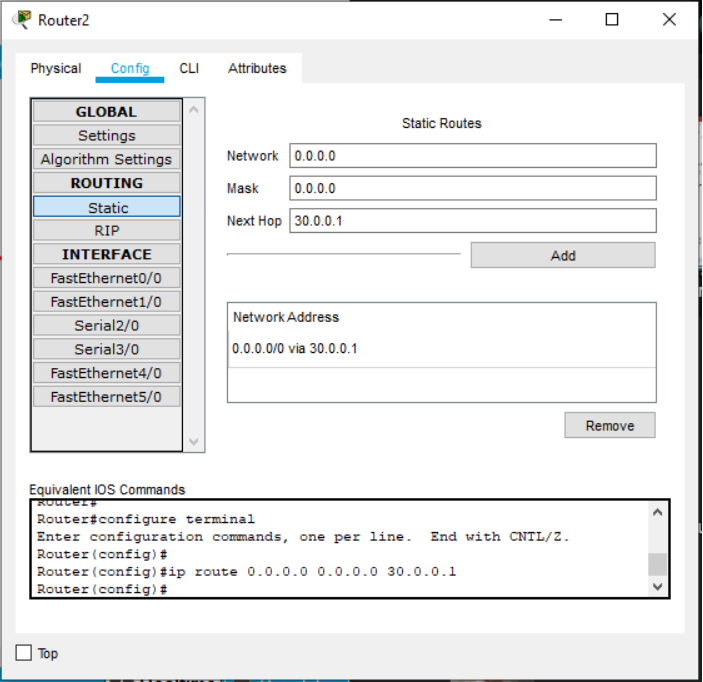 Router2
Physical Config CLI Attributes
GLOBAL
Settings
Algorithm Settings
ROUTING
Static
RIP
INTERFACE
FastEthernet0/0
FastEthernet1/0
Serial2/0
Serial3/0
FastEthernet4/0
FastEthernet5/0
Static Routes
Network 0.0.0.0
Mask 0.0.0.0
Next Hop 30.0.0.1
Add
Network Address
0.0.0.0/0 via 30.0.0.1
Remove
Equivalent IOS Commands
Router#
Router#configure terminal
Enter configuration commands, one per line. End with CNTL/Z.
Router(config)#
Router(config)#ip route 0.0.0.0 0.0.0.0 30.0.0.1
Router(config)#
Top